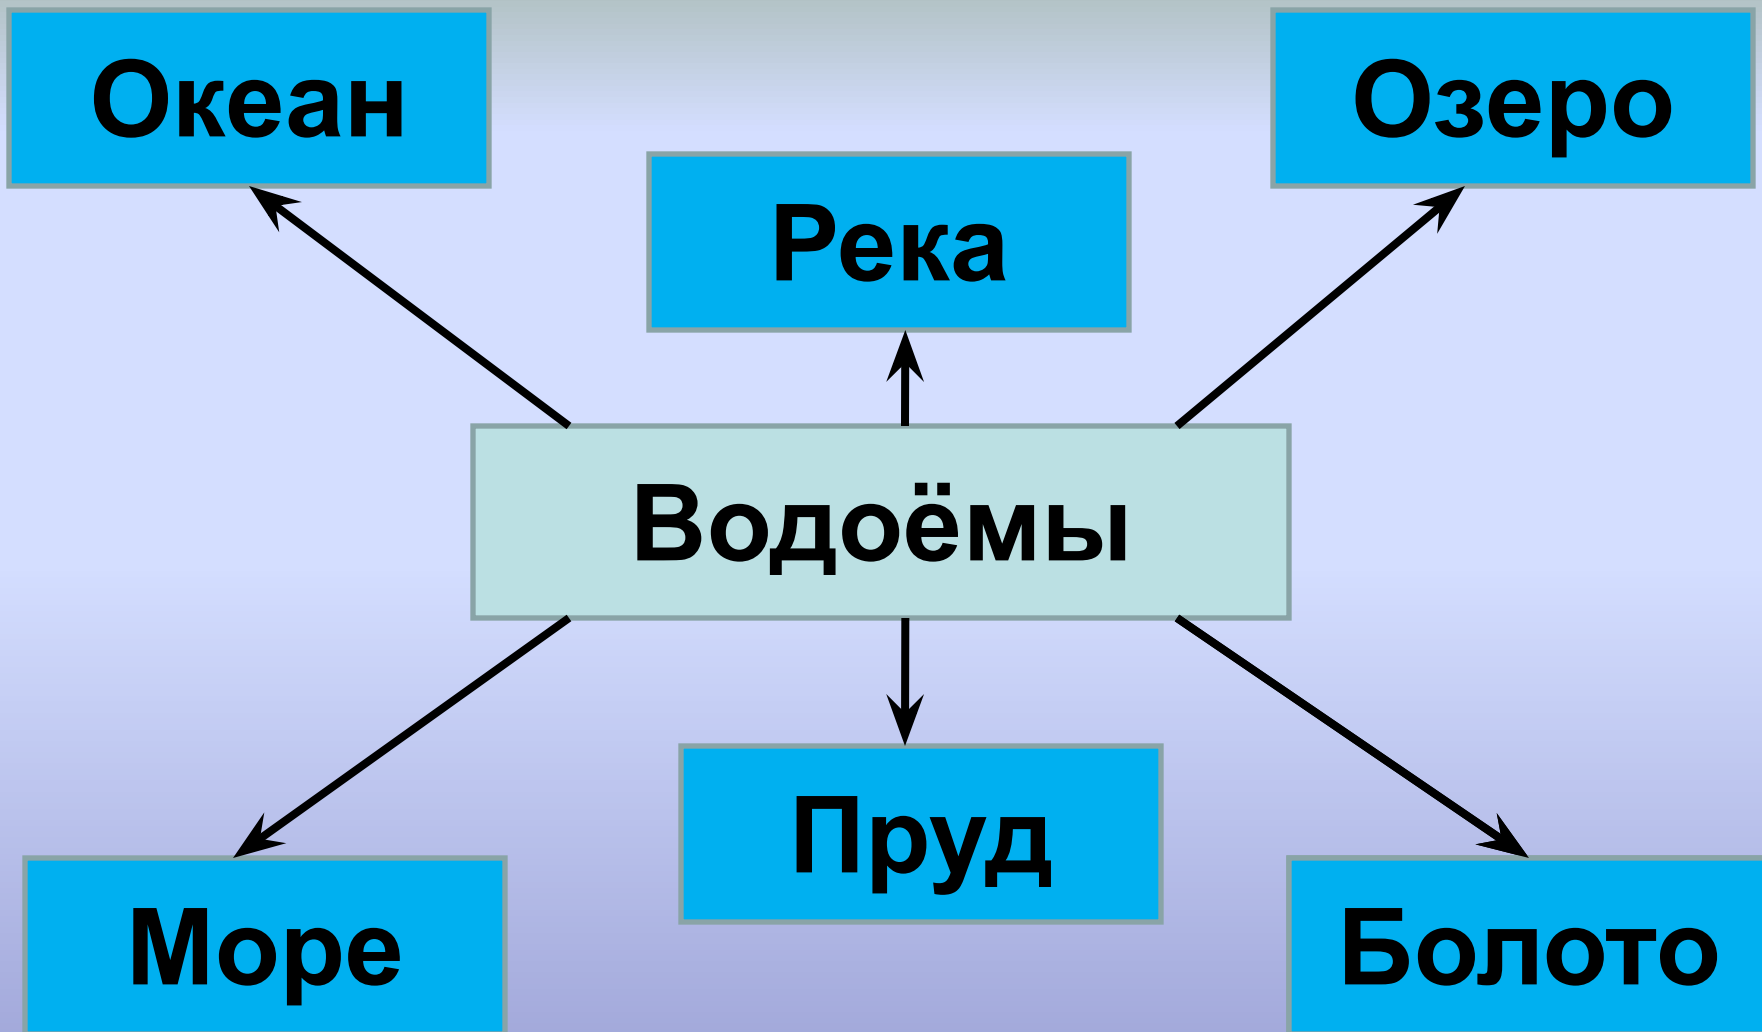 Океан
Озеро
Река
Водоёмы
Пруд
Море
Болото